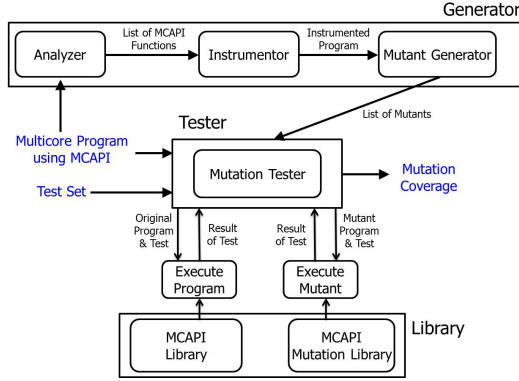 Generator
Analyzer
List of MCAPI
Functions
Instrumentor
Instrumented
Program
Mutant Generator
List of Mutants
Tester
Multicore Program
using MCAPI
Test Set
Mutation Tester
Mutation
Coverage
Original
Program
& Test
Result
of Test
Result
of Test
Mutant
Program
& Test
Execute
Program
Execute
Mutant
Library
MCAPI
Library
MCAPI
Mutation Library